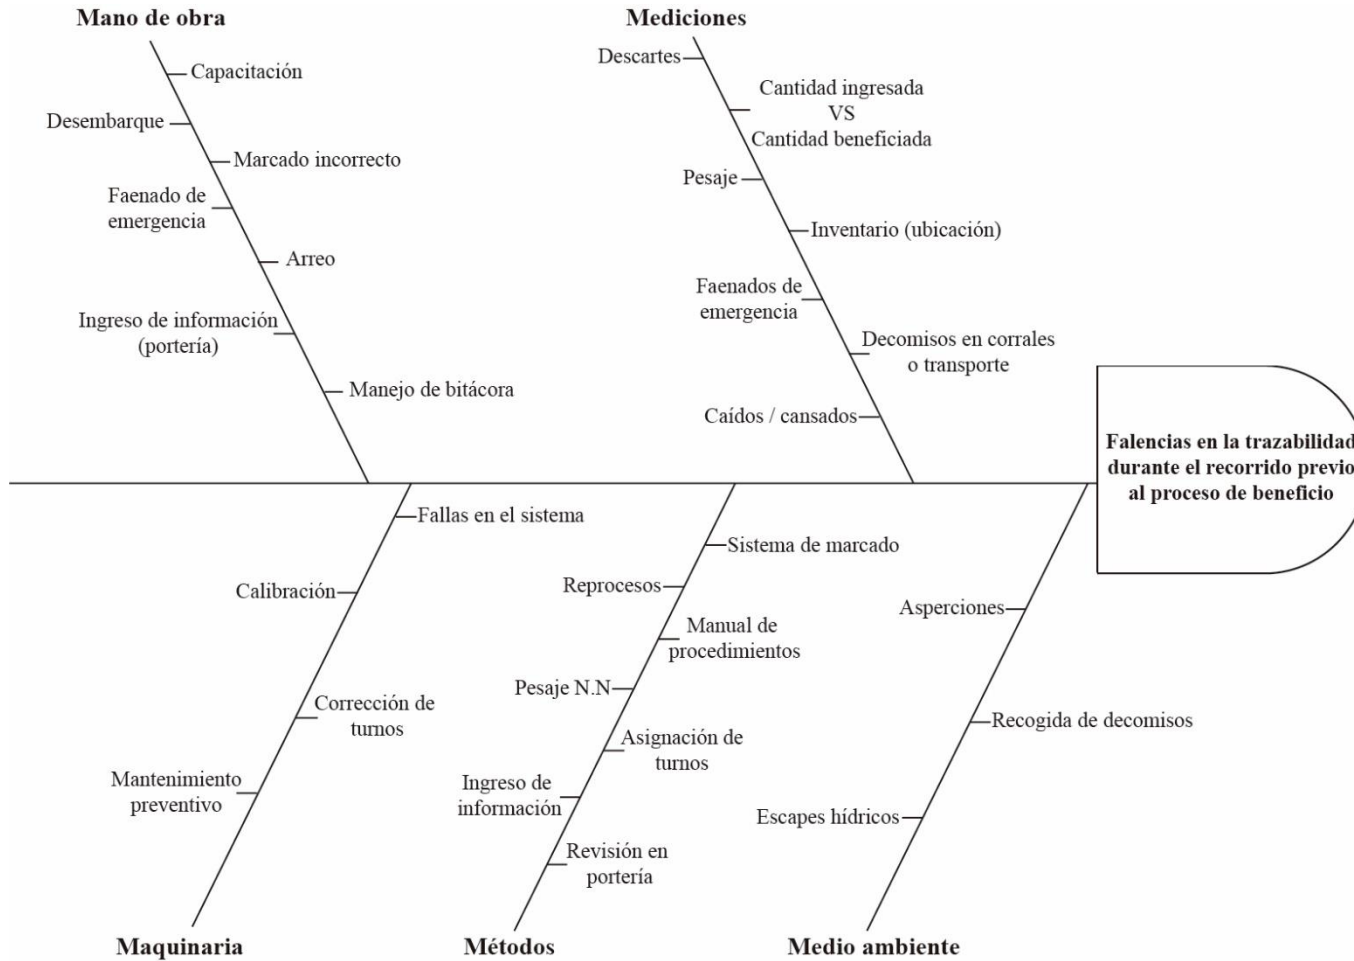 Mano de obra
Capacitación
Desembarque
Marcado incorrecto
Faenado de
emergencia
Arreo
Ingreso de información
(portería)
Manejo de bitácora
Mediciones
Descartes
Cantidad ingresada
VS
Cantidad beneficiada
Pesaje
Inventario (ubicación)
Faenados de
emergencia
Decomisos en corrales
o transporte
Caídos / cansados
Falencias en la trazabilidad
durante el recorrido previo
al proceso de beneficio
Fallas en el sistema
Calibración
Corrección de
turnos
Mantenimiento
preventivo
Maquinaria
Sistema de marcado
Reprocesos
Manual de
procedimientos
Pesaje N.N
Asignación de
turnos
Ingreso de
información
Revisión en
portería
Métodos
Asperciones
Recogida de decomisos
Escapes hídricos
Medio ambiente